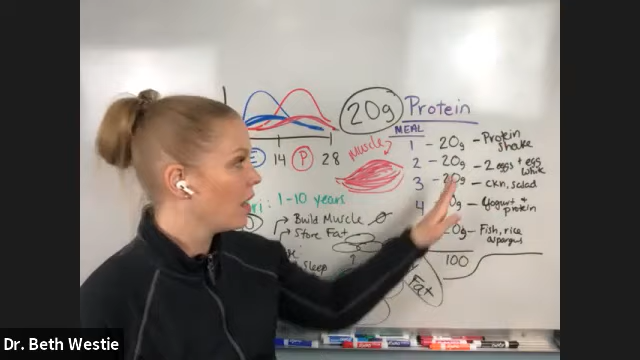 20g Protein
MEAL
1 - 20g - Protein shake
2 - 20g - 2 eggs + egg white
3 - 20g - ckn, salad
4 0g - Yogurt + protein
20g - Fish, rice asparagus
100
Muscle
E 14 P 28
ri: 1-10 years
→ Build Muscle
→ Store Fat
Sleep
?
Fat
Dr. Beth Westie